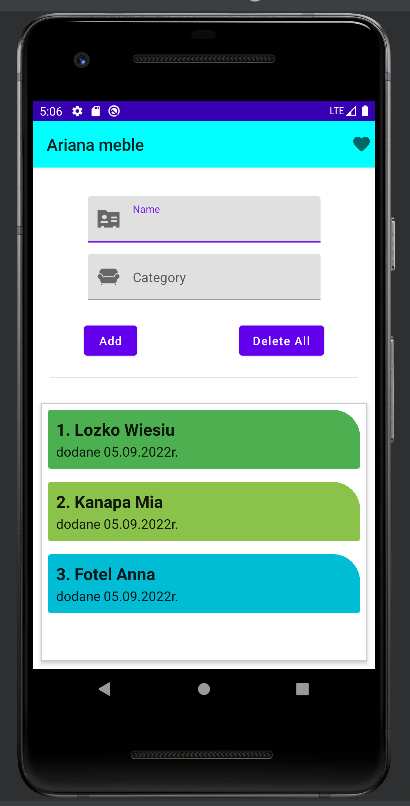 5:06 LTE
Ariana meble
Name
Category
Add Delete All
1. Lozko Wiesiu
dodane 05.09.2022r.
2. Kanapa Mia
dodane 05.09.2022r.
3. Fotel Anna
dodane 05.09.2022r.